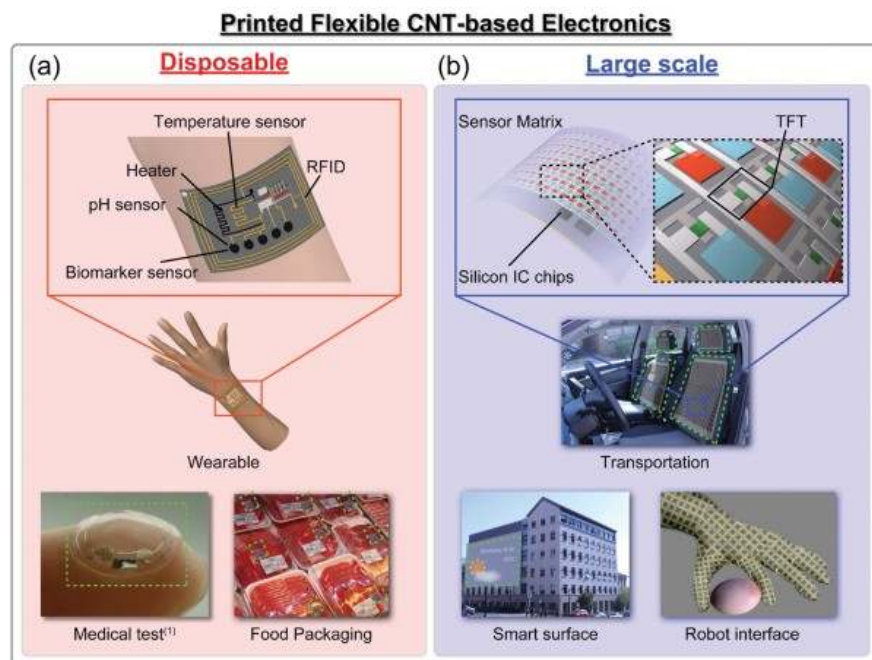 Printed Flexible CNT-based Electronics
(a)
Disposable
Temperature sensor
Heater
RFID
pH sensor
Biomarker sensor
Wearable
Medical test(1)
Food Packaging
(b)
Large scale
Sensor Matrix
TFT
Silicon IC chips
Transportation
Smart surface
Robot interface